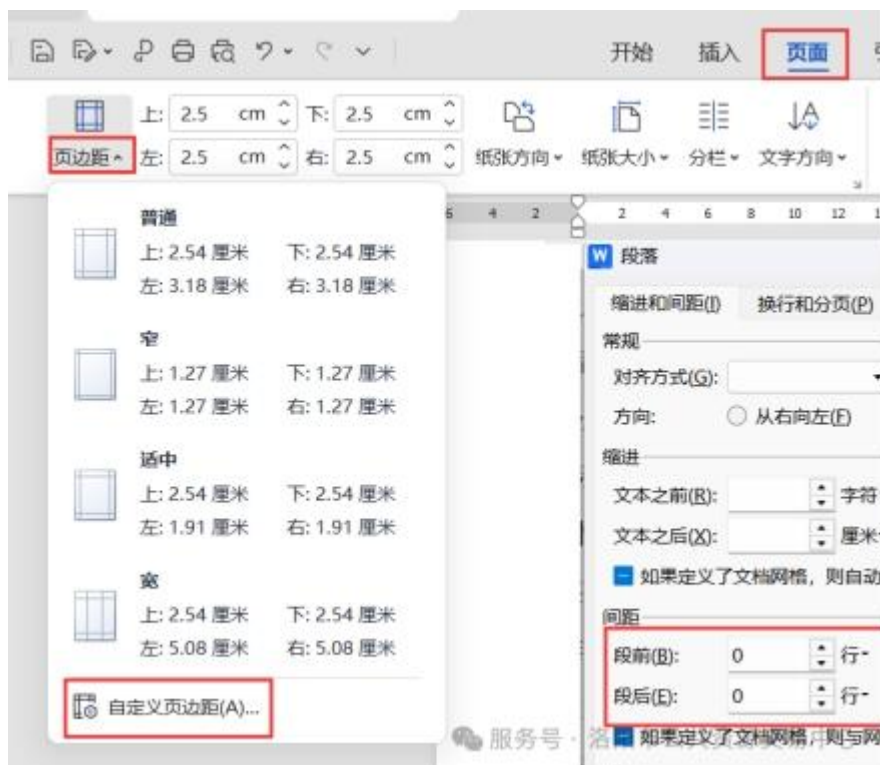 开始 插入 页面
上: 2.5 cm 下: 2.5 cm
页边距 左: 2.5 cm 右: 2.5 cm 纸张方向 纸张大小 分栏 文字方向
6 4 2 2 4 6 8 10 12
普通
上: 2.54 厘米 下: 2.54 厘米
左: 3.18 厘米 右: 3.18 厘米
窄
上: 1.27 厘米 下: 1.27 厘米
左: 1.27 厘米 右: 1.27 厘米
适中
上: 2.54 厘米 下: 2.54 厘米
左: 1.91 厘米 右: 1.91 厘米
宽
上: 2.54 厘米 下: 2.54 厘米
左: 5.08 厘米 右: 5.08 厘米
自定义页边距(A)...
W 段落
缩进和间距(I) 换行和分页(P)
常规
对齐方式(G):
方向: 从右向左(F)
缩进
文本之前(R): 字符
文本之后(X): 厘米
如果定义了文档网格，则自动
间距
段前(B): 0 行
段后(E): 0 行
如果定义了文档网格，则与网
服务号 · 洛